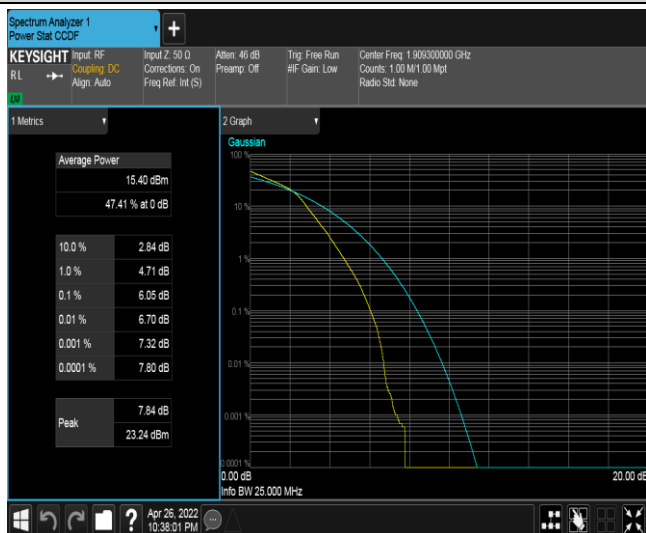 Spectrum Analyzer 1
Power Stat CCDF
KEYSIGHT
RL
LXI
Input: RF
Coupling: DC
Align: Auto
Input Z: 50 Ω
Corrections: On
Freq Ref: Int (S)
Atten: 46 dB
Preamp: Off
Trig: Free Run
#IF Gain: Low
Center Freq: 1.909300000 GHz
Counts: 1.00 M/1.00 Mpt
Radio Std: None
1 Metrics
Average Power
15.40 dBm
47.41 % at 0 dB
10.0 % 2.84 dB
1.0 % 4.71 dB
0.1 % 6.05 dB
0.01 % 6.70 dB
0.001 % 7.32 dB
0.0001 % 7.80 dB
Peak 7.84 dB
23.24 dBm
2 Graph
Gaussian
100 %
10 %
1 %
0.1 %
0.01 %
0.001 %
0.0001 %
0.00 dB 20.00 dB
Info BW 25.000 MHz
Apr 26, 2022
10:38:01 PM